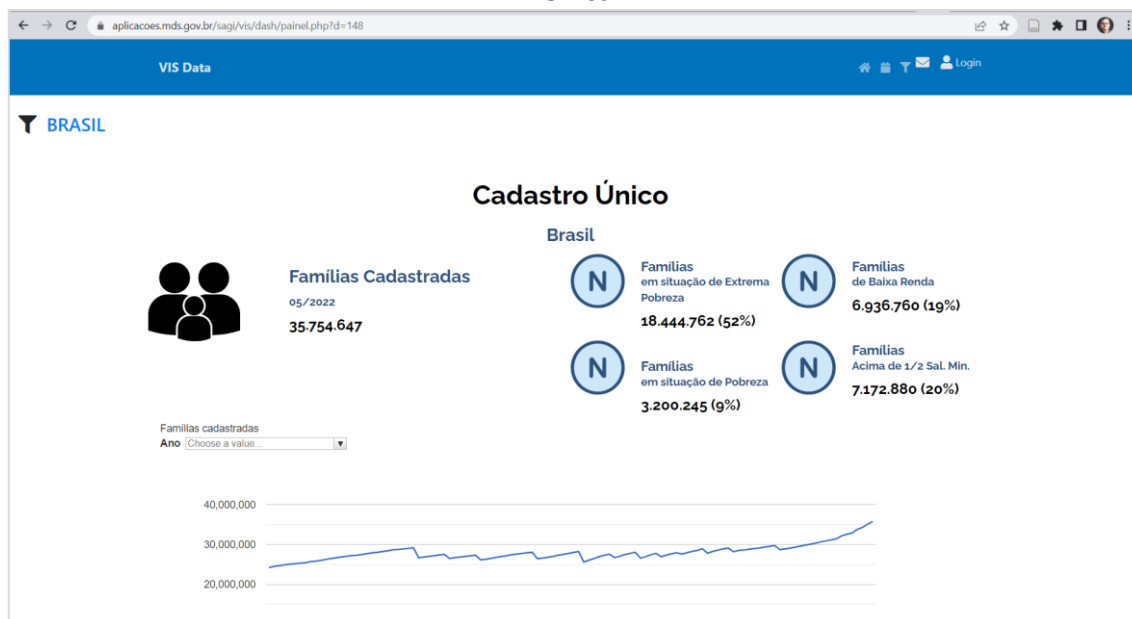 aplicacoes.mds.gov.br/sagi/vis/dash/painel.php?d=148
VIS Data
Login
BRASIL
Cadastro Único
Brasil
Famílias Cadastradas
05/2022
35.754.647
N
Famílias
em situação de Extrema
Pobreza
18.444.762 (52%)
N
Famílias
de Baixa Renda
6.936.760 (19%)
N
Famílias
em situação de Pobreza
3.200.245 (9%)
N
Famílias
Acima de 1/2 Sal. Min.
7.172.880 (20%)
Famílias cadastradas
Ano Choose a value...
40,000,000
30,000,000
20,000,000